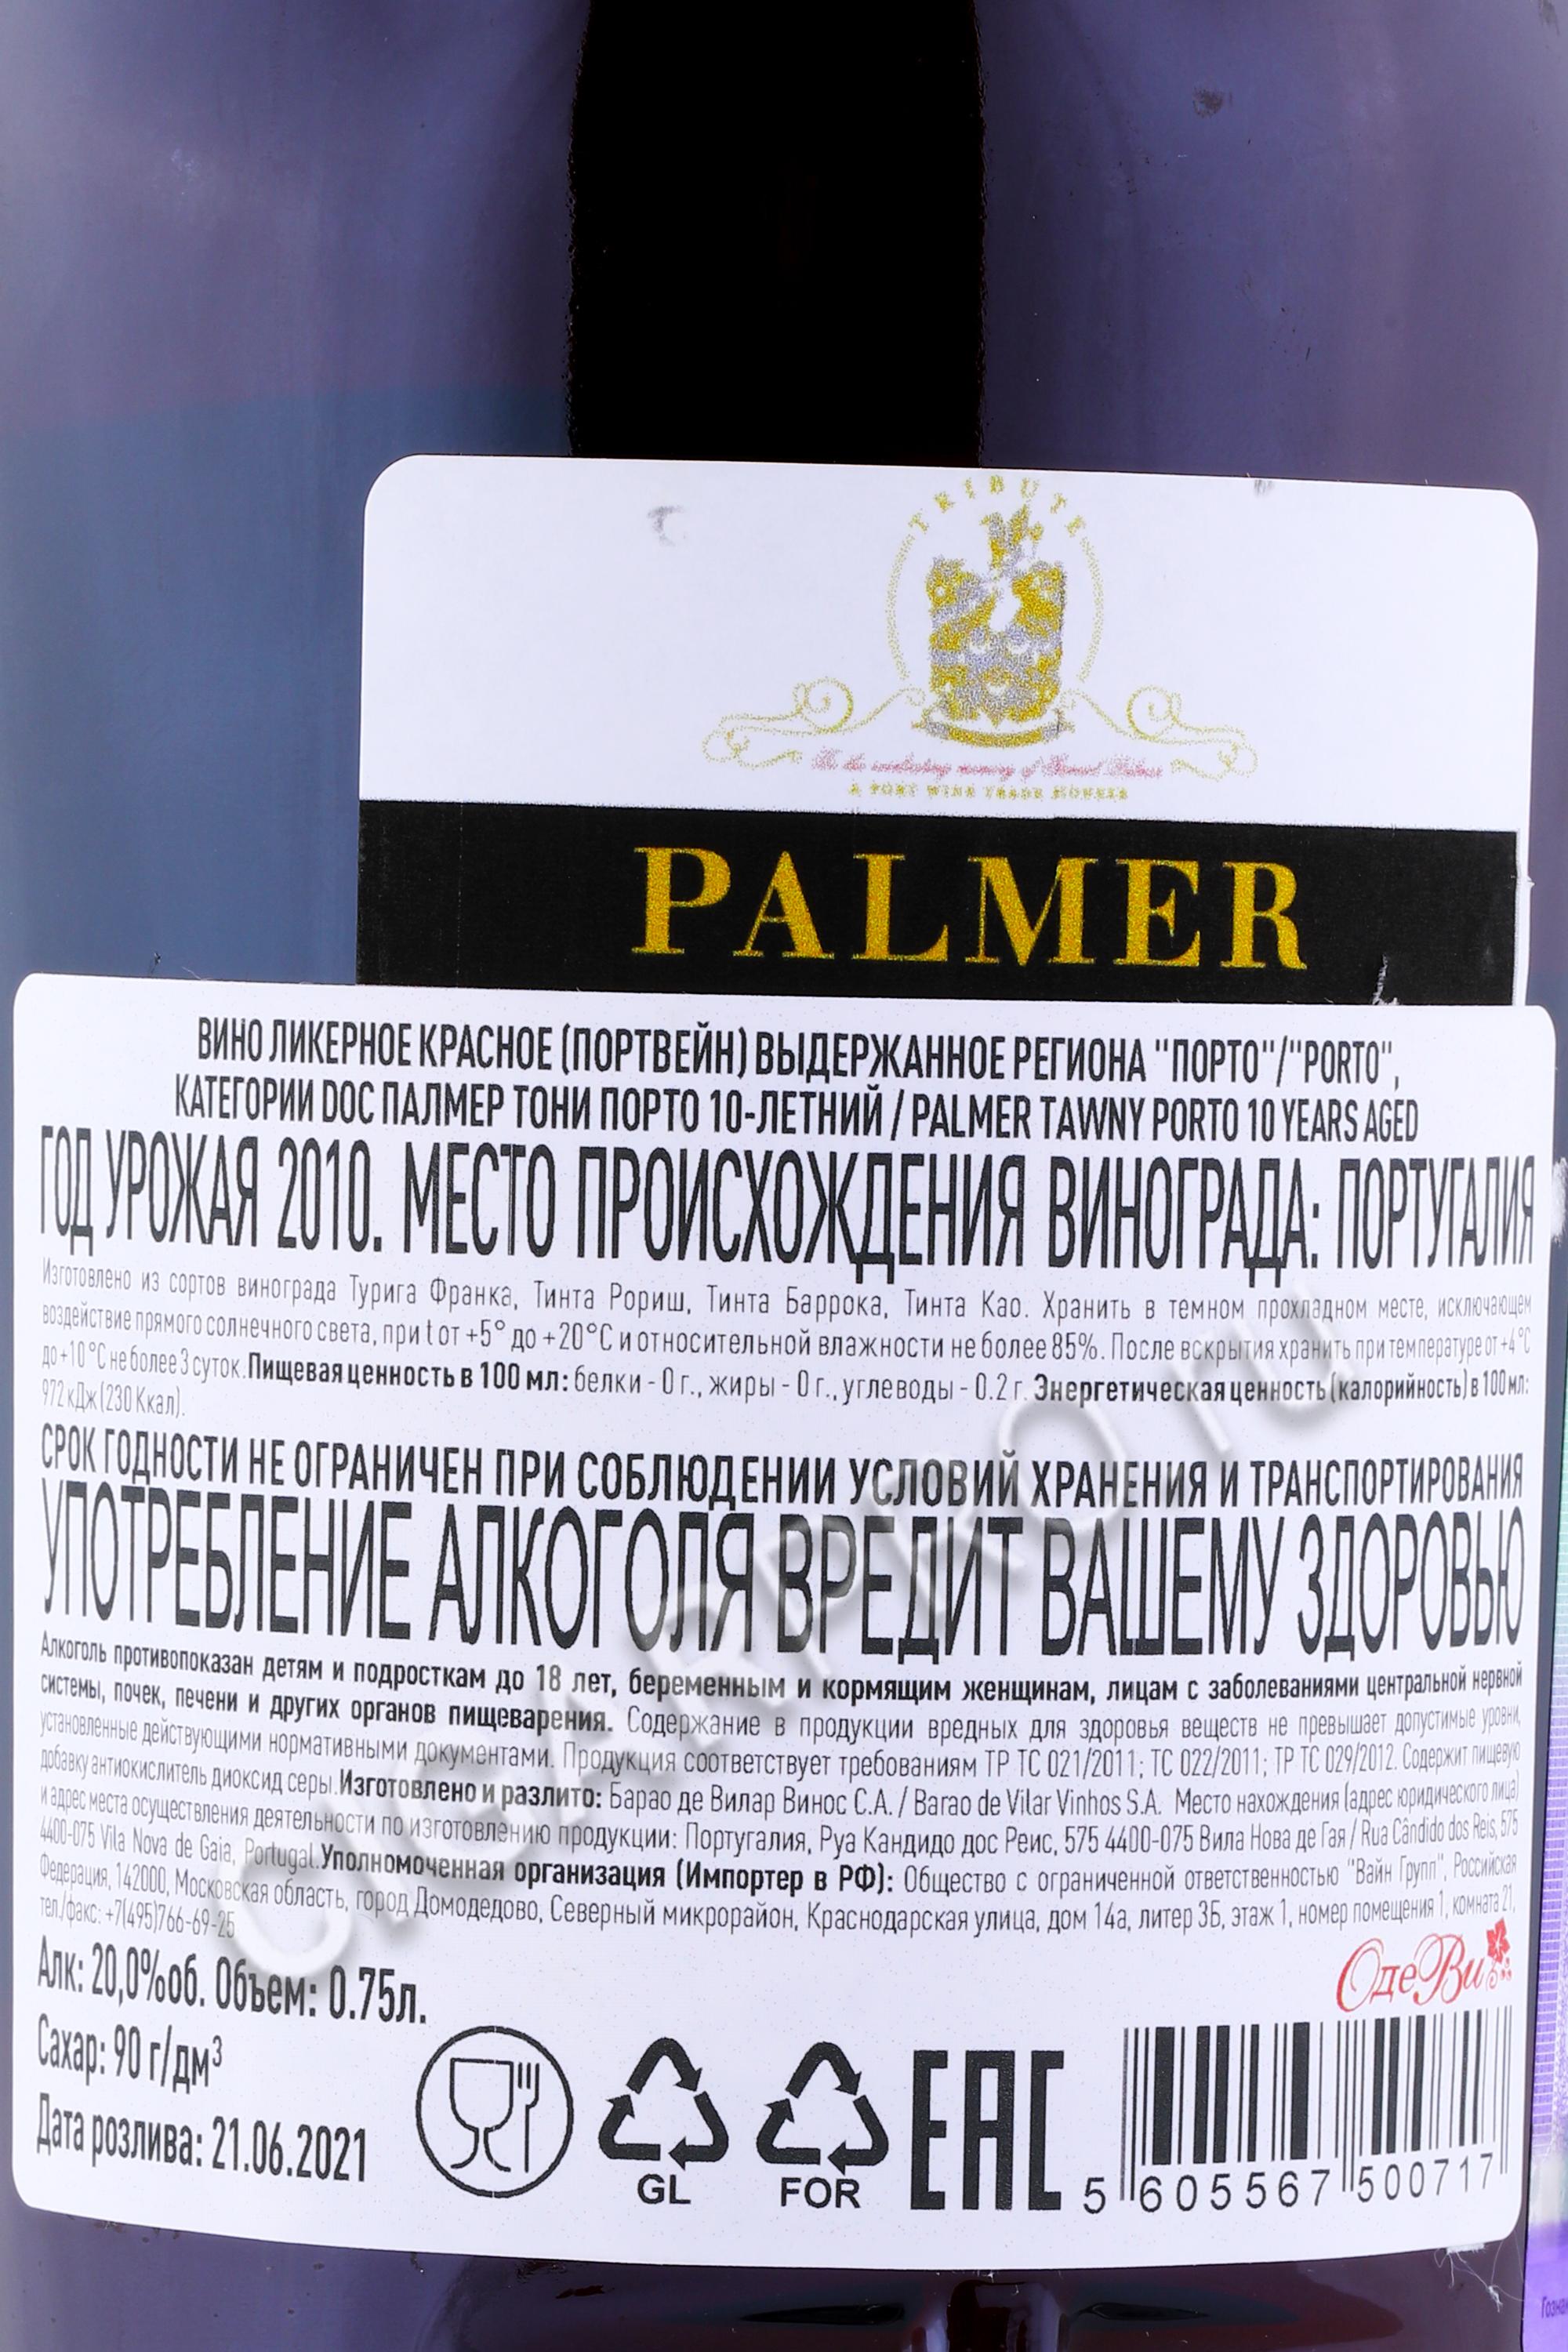 TRIBUTE
A PORT WINE TRADE PIONEER
PALMER
ВИНО ЛИКЕРНОЕ КРАСНОЕ (ПОРТВЕЙН) ВЫДЕРЖАННОЕ РЕГИОНА "ПОРТО"/"PORTO",
КАТЕГОРИИ DOC ПАЛМЕР ТОНИ ПОРТО 10-ЛЕТНИЙ / PALMER TAWNY PORTO 10 YEARS AGED
ГОД УРОЖАЯ 2010. МЕСТО ПРОИСХОЖДЕНИЯ ВИНОГРАДА: ПОРТУГАЛИЯ
Изготовлено из сортов винограда Турига Франка, Тинта Рориш, Тинта Баррока, Тинта Као. Хранить в темном прохладном месте, исключающем
воздействие прямого солнечного света, при t от +5° до +20°C и относительной влажности не более 85%. После вскрытия хранить при температуре от +4°C
до +10°C не более 3 суток. Пищевая ценность в 100 мл: белки - 0 г., жиры - 0 г., углеводы - 0.2 г. Энергетическая ценность (калорийность) в 100 мл:
972 кДж (230 Ккал).
СРОК ГОДНОСТИ НЕ ОГРАНИЧЕН ПРИ СОБЛЮДЕНИИ УСЛОВИЙ ХРАНЕНИЯ И ТРАНСПОРТИРОВАНИЯ
УПОТРЕБЛЕНИЕ АЛКОГОЛЯ ВРЕДИТ ВАШЕМУ ЗДОРОВЬЮ
Алкоголь противопоказан детям и подросткам до 18 лет, беременным и кормящим женщинам, лицам с заболеваниями центральной нервной
системы, почек, печени и других органов пищеварения. Содержание в продукции вредных для здоровья веществ не превышает допустимые уровни,
установленные действующими нормативными документами. Продукция соответствует требованиям ТР ТС 021/2011; ТС 022/2011; ТР ТС 029/2012. Содержит пищевую
добавку антиокислитель диоксид серы. Изготовлено и разлито: Барао де Вилар Винос С.А. / Barao de Vilar Vinhos S.A. Место нахождения (адрес юридического лица)
и адрес места осуществления деятельности по изготовлению продукции: Португалия, Руа Кандидо дос Реис, 575 4400-075 Вила Нова де Гая / Rua Cândido dos Reis, 575
4400-075 Vila Nova de Gaia, Portugal. Уполномоченная организация (Импортер в РФ): Общество с ограниченной ответственностью "Вайн Групп", Российская
Федерация, 142000, Московская область, город Домодедово, Северный микрорайон, Краснодарская улица, дом 14а, литер 3Б, этаж 1, номер помещения 1, комната 21,
тел./факс: +7(495)766-69-25
Алк: 20,0%об. Объем: 0.75л.
Сахар: 90 г/дм³
Дата розлива: 21.06.2021
GL
FOR
EAC
ОдеВи
5 605567 500717
CIGARPRO.ru